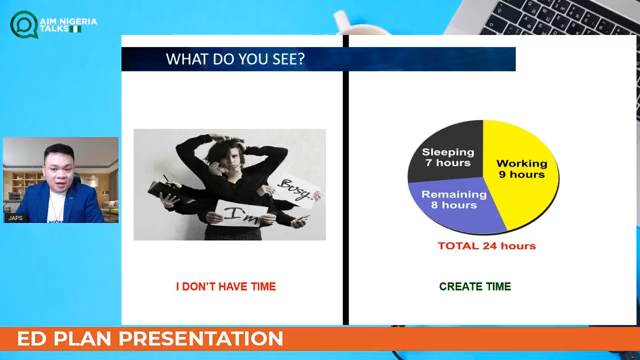 AIM NIGERIA
TALKS
WHAT DO YOU SEE?
Busy.
I'm
Sleeping
7 hours
Working
9 hours
Remaining
8 hours
TOTAL 24 hours
JAPS
I DON'T HAVE TIME
CREATE TIME
ED PLAN PRESENTATION